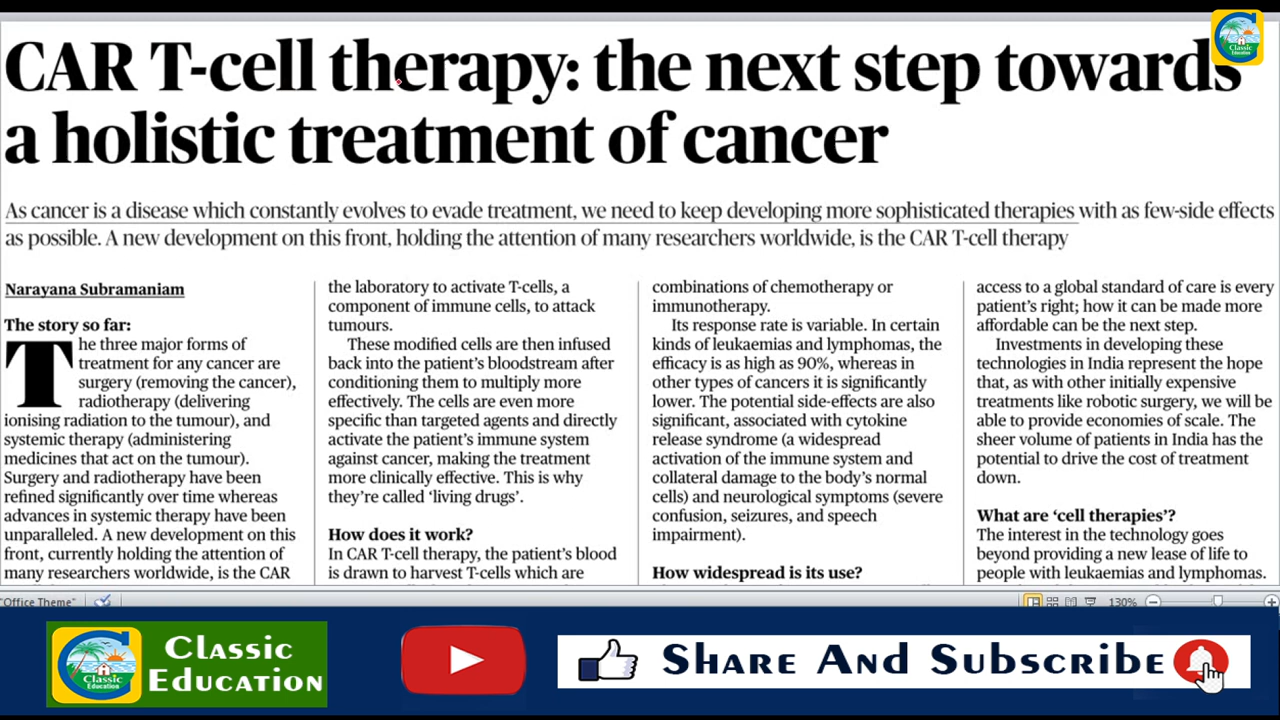 CAR T-cell therapy: the next step towards
a holistic treatment of cancer
Classic
Education
As cancer is a disease which constantly evolves to evade treatment, we need to keep developing more sophisticated therapies with as few-side effects
as possible. A new development on this front, holding the attention of many researchers worldwide, is the CAR T-cell therapy
Narayana Subramaniam
The story so far:
The three major forms of
treatment for any cancer are
surgery (removing the cancer),
radiotherapy (delivering
ionising radiation to the tumour), and
systemic therapy (administering
medicines that act on the tumour).
Surgery and radiotherapy have been
refined significantly over time whereas
advances in systemic therapy have been
unparalleled. A new development on this
front, currently holding the attention of
many researchers worldwide, is the CAR
the laboratory to activate T-cells, a
component of immune cells, to attack
tumours.
These modified cells are then infused
back into the patient's bloodstream after
conditioning them to multiply more
effectively. The cells are even more
specific than targeted agents and directly
activate the patient's immune system
against cancer, making the treatment
more clinically effective. This is why
they're called 'living drugs'.
How does it work?
In CAR T-cell therapy, the patient's blood
is drawn to harvest T-cells which are
combinations of chemotherapy or
immunotherapy.
Its response rate is variable. In certain
kinds of leukaemias and lymphomas, the
efficacy is as high as 90%, whereas in
other types of cancers it is significantly
lower. The potential side-effects are also
significant, associated with cytokine
release syndrome (a widespread
activation of the immune system and
collateral damage to the body's normal
cells) and neurological symptoms (severe
confusion, seizures, and speech
impairment).
How widespread is its use?
access to a global standard of care is every
patient's right; how it can be made more
affordable can be the next step.
Investments in developing these
technologies in India represent the hope
that, as with other initially expensive
treatments like robotic surgery, we will be
able to provide economies of scale. The
sheer volume of patients in India has the
potential to drive the cost of treatment
down.
What are 'cell therapies'?
The interest in the technology goes
beyond providing a new lease of life to
people with leukaemias and lymphomas.
"Office Theme"
130%
Classic
Education
Classic
Education
Share And Subscribe